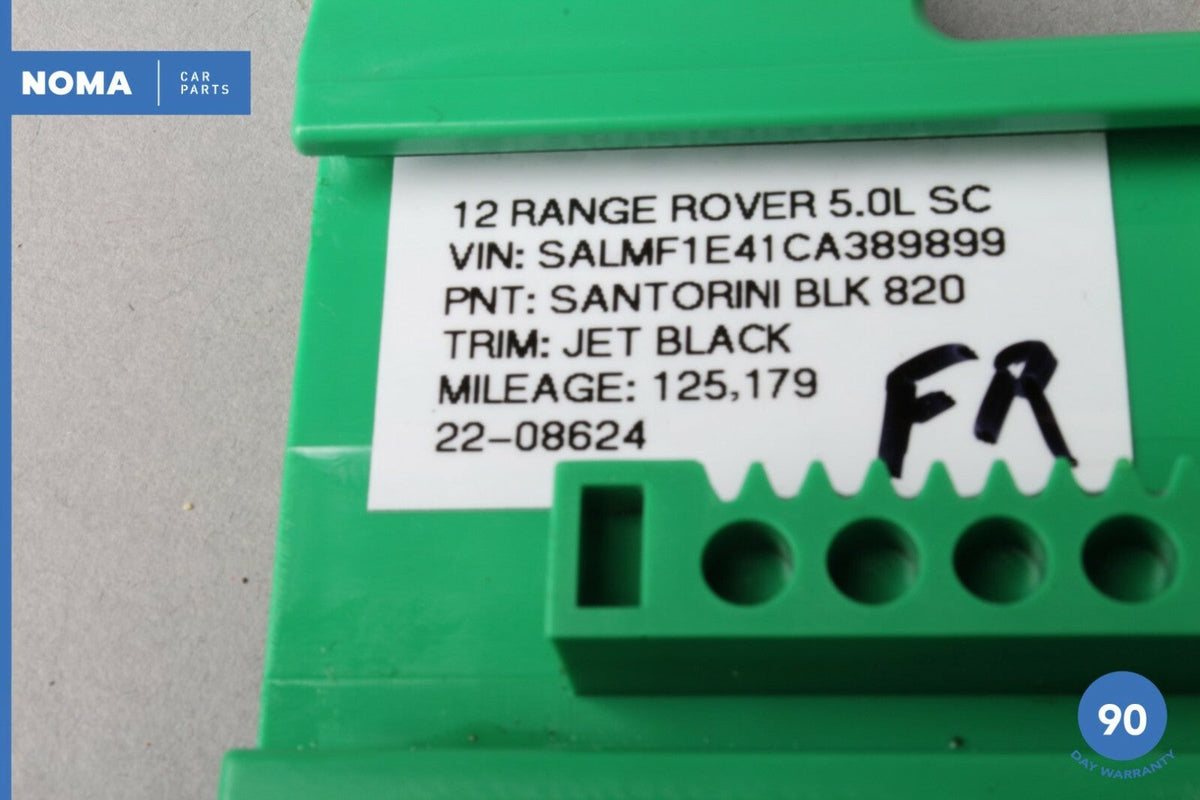 NOMA
CAR
PARTS
12 RANGE ROVER 5.0L SC
VIN: SALMF1E41CA389899
PNT: SANTORINI BLK 820
TRIM: JET BLACK
MILEAGE: 125,179
22-08624
FR
90
DAY WARRANTY